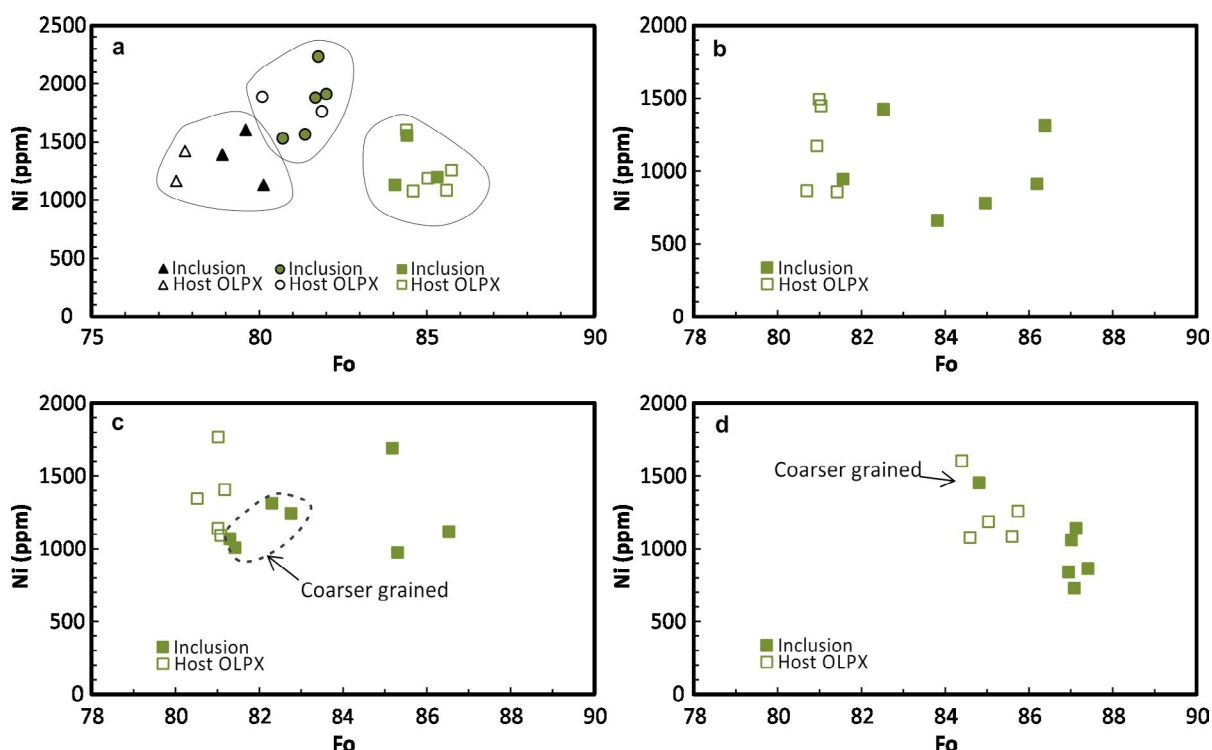 2500
2000
1500
1000
500
0
Ni (ppm)
a
Inclusion Inclusion Inclusion
Host OLPX Host OLPX Host OLPX
75 80 85 90
Fo
2000
1500
1000
500
0
Ni (ppm)
b
Inclusion
Host OLPX
78 80 82 84 86 88 90
Fo
2000
1500
1000
500
0
Ni (ppm)
c
Coarser grained
Inclusion
Host OLPX
78 80 82 84 86 88 90
Fo
2000
1500
1000
500
0
Ni (ppm)
d
Coarser grained
Inclusion
Host OLPX
78 80 82 84 86 88 90
Fo